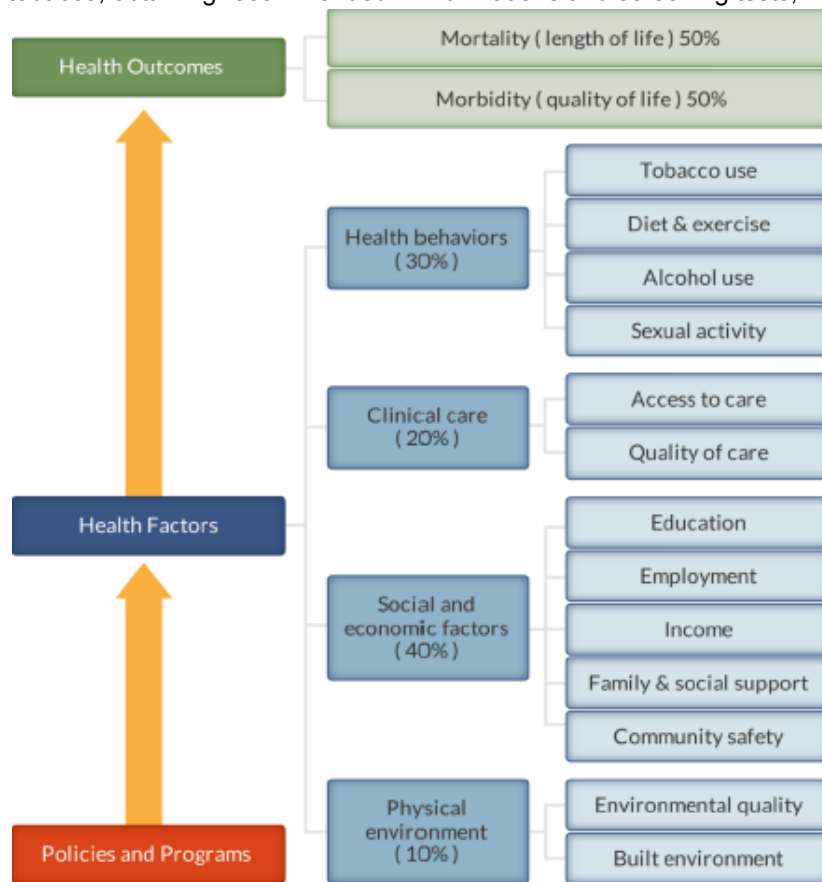 Health Outcomes
Mortality ( length of life ) 50%
Morbidity ( quality of life ) 50%
Health behaviors
( 30% )
Tobacco use
Diet & exercise
Alcohol use
Sexual activity
Clinical care
( 20% )
Access to care
Quality of care
Health Factors
Social and
economic factors
( 40% )
Education
Employment
Income
Family & social support
Community safety
Physical
environment
( 10% )
Environmental quality
Built environment
Policies and Programs